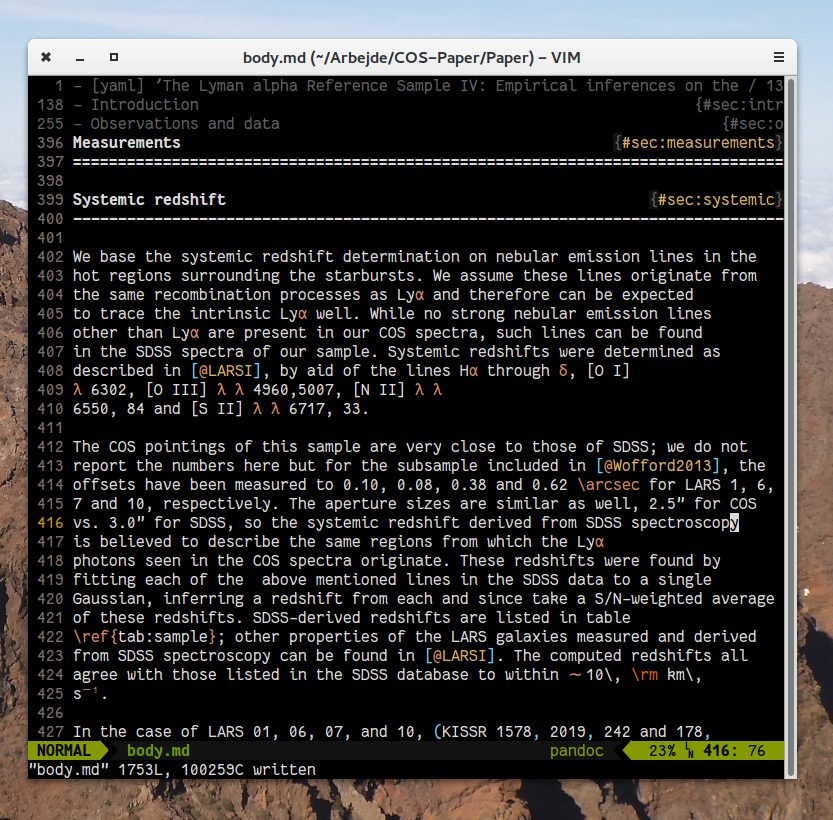 body.md (~/Arbejde/COS-Paper/Paper) – VIM
1 – [yaml] ’The Lyman alpha Reference Sample IV: Empirical inferences on the / 13
138 – Introduction {#sec:intr
255 – Observations and data {#sec:o
396 Measurements {#sec:measurements}
397 ===============================================================================
398
399 Systemic redshift {#sec:systemic}
400 -------------------------------------------------------------------------------
401
402 We base the systemic redshift determination on nebular emission lines in the
403 hot regions surrounding the starbursts. We assume these lines originate from
404 the same recombination processes as Lyα and therefore can be expected
405 to trace the intrinsic Lyα well. While no strong nebular emission lines
406 other than Lyα are present in our COS spectra, such lines can be found
407 in the SDSS spectra of our sample. Systemic redshifts were determined as
408 described in [@LARSI], by aid of the lines Hα through δ, [O I]
409 λ 6302, [O III] λ λ 4960,5007, [N II] λ λ
410 6550, 84 and [S II] λ λ 6717, 33.
411
412 The COS pointings of this sample are very close to those of SDSS; we do not
413 report the numbers here but for the subsample included in [@Wofford2013], the
414 offsets have been measured to 0.10, 0.08, 0.38 and 0.62 \arcsec for LARS 1, 6,
415 7 and 10, respectively. The aperture sizes are similar as well, 2.5” for COS
416 vs. 3.0” for SDSS, so the systemic redshift derived from SDSS spectroscopy
417 is believed to describe the same regions from which the Lyα
418 photons seen in the COS spectra originate. These redshifts were found by
419 fitting each of the  above mentioned lines in the SDSS data to a single
420 Gaussian, inferring a redshift from each and since take a S/N-weighted average
421 of these redshifts. SDSS-derived redshifts are listed in table
422 \ref{tab:sample}; other properties of the LARS galaxies measured and derived
423 from SDSS spectroscopy can be found in [@LARSI]. The computed redshifts all
424 agree with those listed in the SDSS database to within ∼10\, \rm km\,
425 s⁻¹.
426
427 In the case of LARS 01, 06, 07, and 10, (KISSR 1578, 2019, 242 and 178,
NORMAL body.md pandoc 23% ␤ 416: 76
"body.md" 1753L, 100259C written